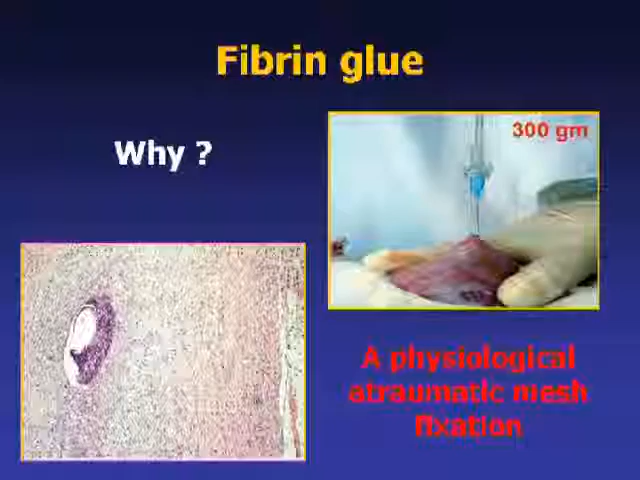 Fibrin glue
Why ?
300 gm
A physiological
atraumatic mesh
fixation